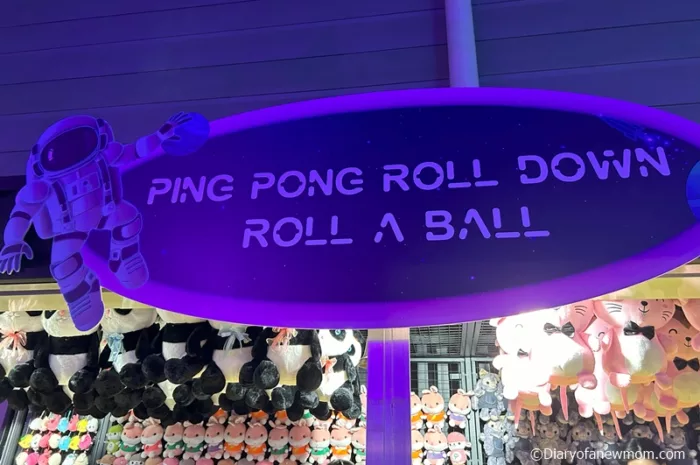 PING PONG ROLL DOWN
ROLL A BALL
©Diaryofanewmom.com